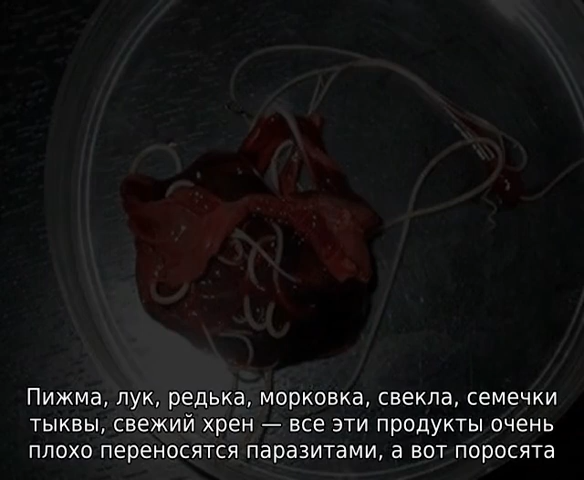 Пижма, лук, редька, морковка, свекла, семечки
тыквы, свежий хрен — все эти продукты очень
плохо переносятся паразитами, а вот поросята